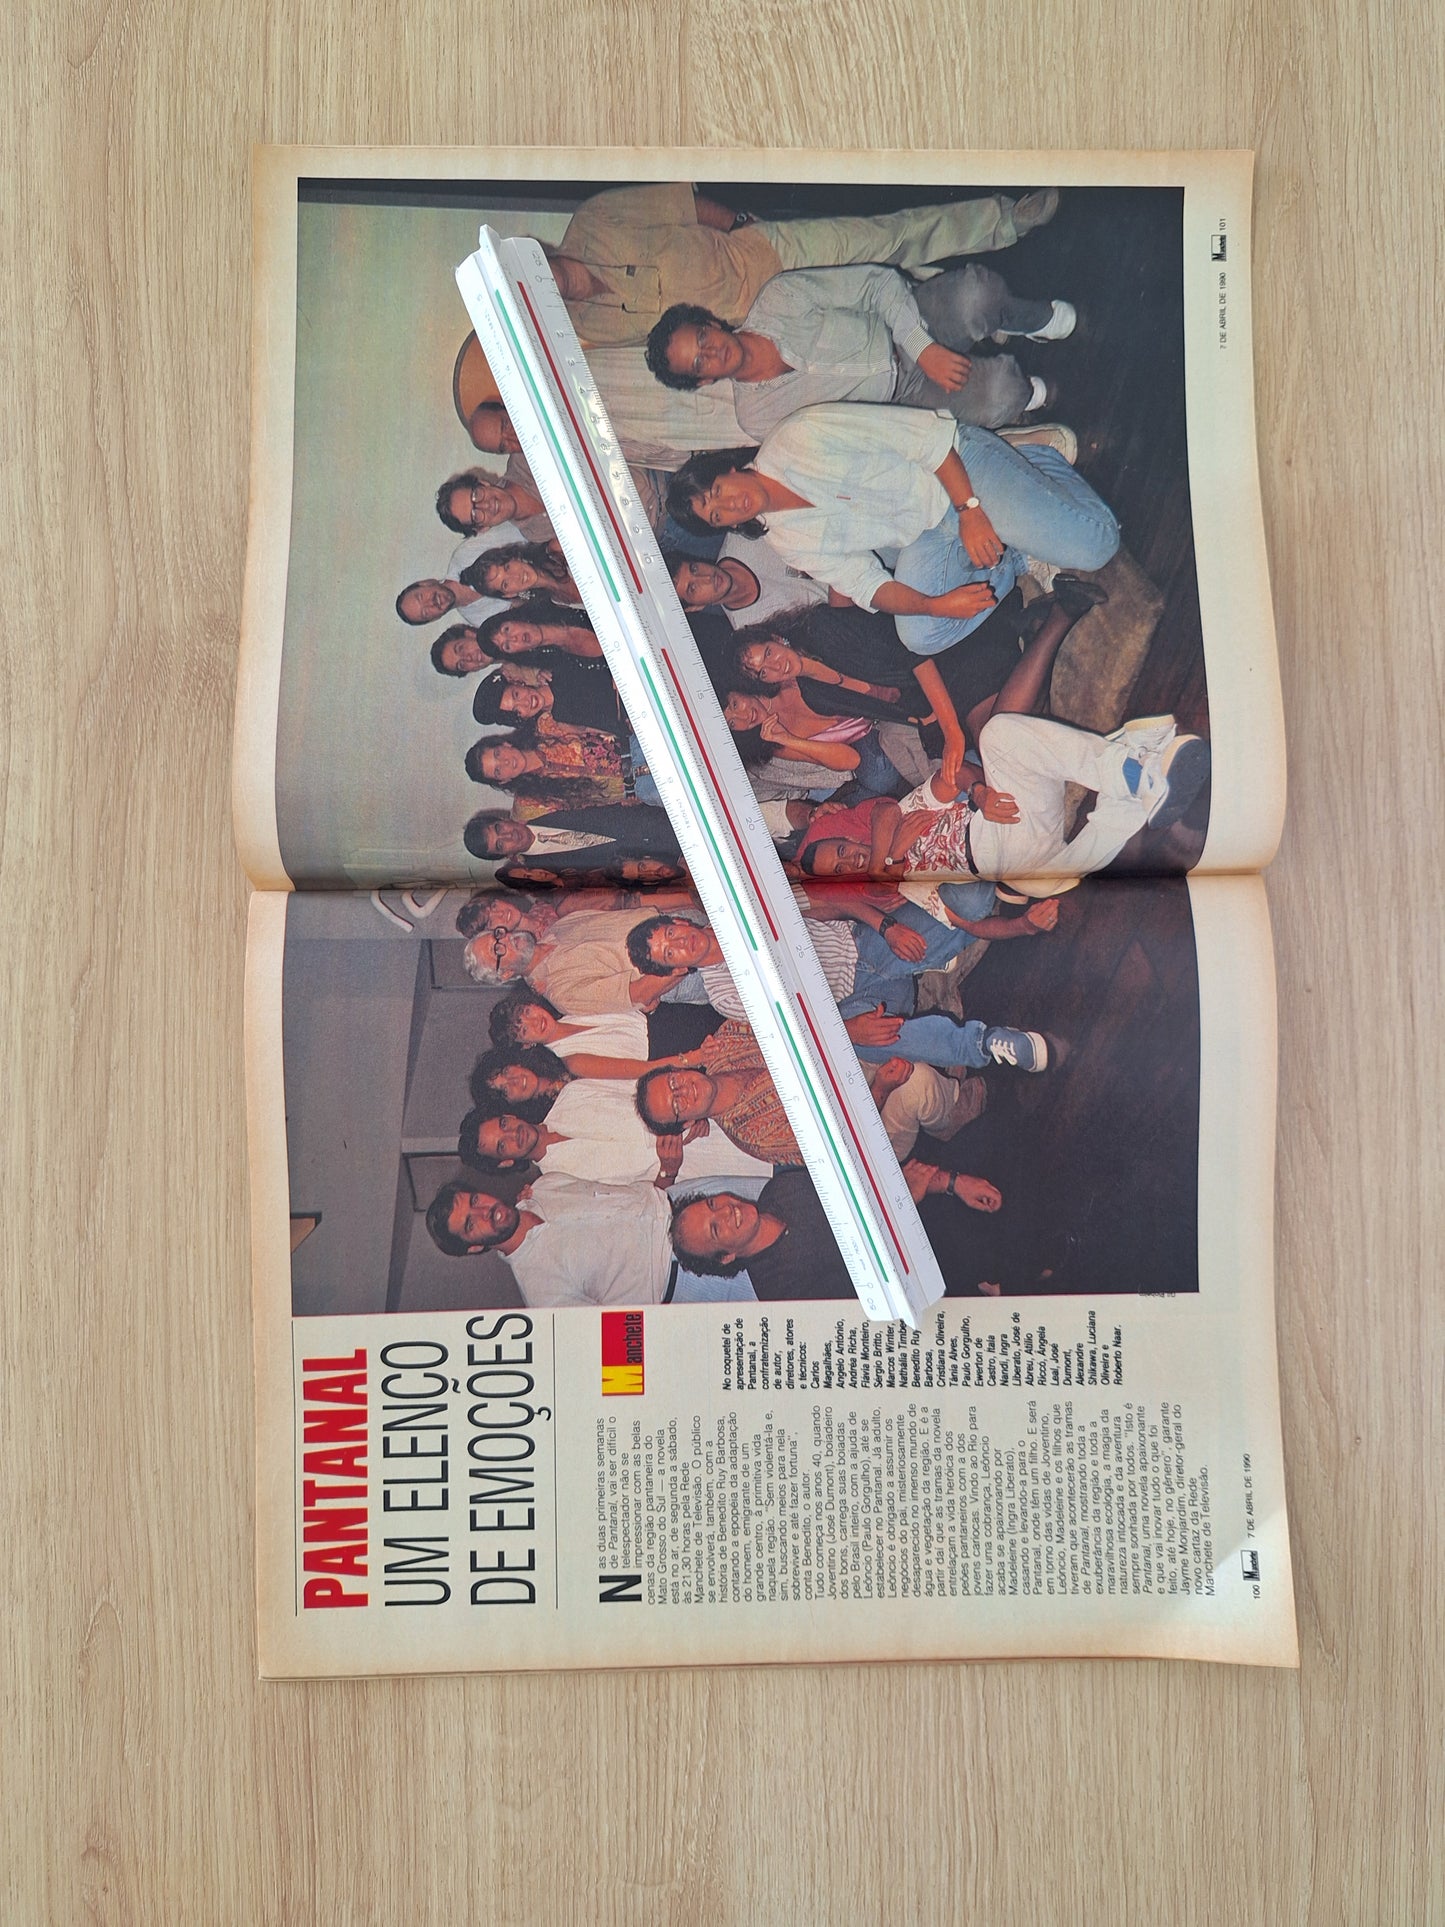 PANTANAL
UM ELENCO
DE EMOÇÕES
Nas duas primeiras semanas
de Pantanal, vai ser difícil o
telespectador não se
impressionar com as belas
cenas da região pantaneira do
Mato Grosso do Sul — a novela
está no ar, de segunda a sábado,
às 21,30 horas pela Rede
Manchete de Televisão. O público
se envolverá, também, com a
história de Benedito Ruy Barbosa,
contando a epopéia da adaptação
do homem, emigrante de um
grande centro, à primitiva vida
naquela região. "Sem violentá-la e,
sim, buscando meios para nela
sobreviver e até fazer fortuna",
conta Benedito, o autor.
Tudo começa nos anos 40, quando
Joventino (José Dumont), boiadeiro
dos bons, carrega suas boiadas
pelo Brasil inteiro, com a ajuda de
Leôncio (Paulo Gorgulho), até se
estabelecer no Pantanal. Já adulto,
Leôncio é obrigado a assumir os
negócios do pai, misteriosamente
desaparecido no imenso mundo de
água e vegetação da região. E é a
partir daí que as tramas da novela
entrelaçam a vida heróica dos
peões pantaneiros com a dos
jovens cariocas. Vindo ao Rio para
fazer uma cobrança, Leôncio
acaba se apaixonando por
Madeleine (Ingra Liberato),
casando e levando-a para o
Pantanal, onde têm um filho. E será
em torno das vidas de Joventino,
Leôncio, Madeleine e os filhos que
tiveram que acontecerão as tramas
de Pantanal, mostrando toda a
exuberância da região e toda a
maravilhosa ecologia, a magia da
natureza intocada e da aventura
sempre sonhada por todos. "Isto é
Pantanal, uma novela apaixonante
e que vai inovar tudo o que foi
feito, até hoje, no gênero", garante
Jayme Monjardim, diretor-geral do
novo cartaz da Rede
Manchete de Televisão.
Manchete
No coquetel de
apresentação de
Pantanal, a
confraternização
de autor,
diretores, atores
e técnicos:
Carlos
Magalhães,
Angelo Antônio,
Andréa Richa,
Flávia Monteiro,
Sérgio Britto,
Marcos Winter,
Nathália Timberg
Benedito Ruy
Barbosa,
Cristiana Oliveira,
Tânia Alves,
Paulo Gorgulho,
Ewerton de
Castro, Ítala
Nandi, Ingra
Liberato, José de
Abreu, Atílio
Riccó, Ângela
Leal, José
Dumont,
Alexandre
Shikawa, Luciana
Oliveira e
Roberto Naar.
100 Manchete 7 DE ABRIL DE 1990
7 DE ABRIL DE 1990 Manchete 101